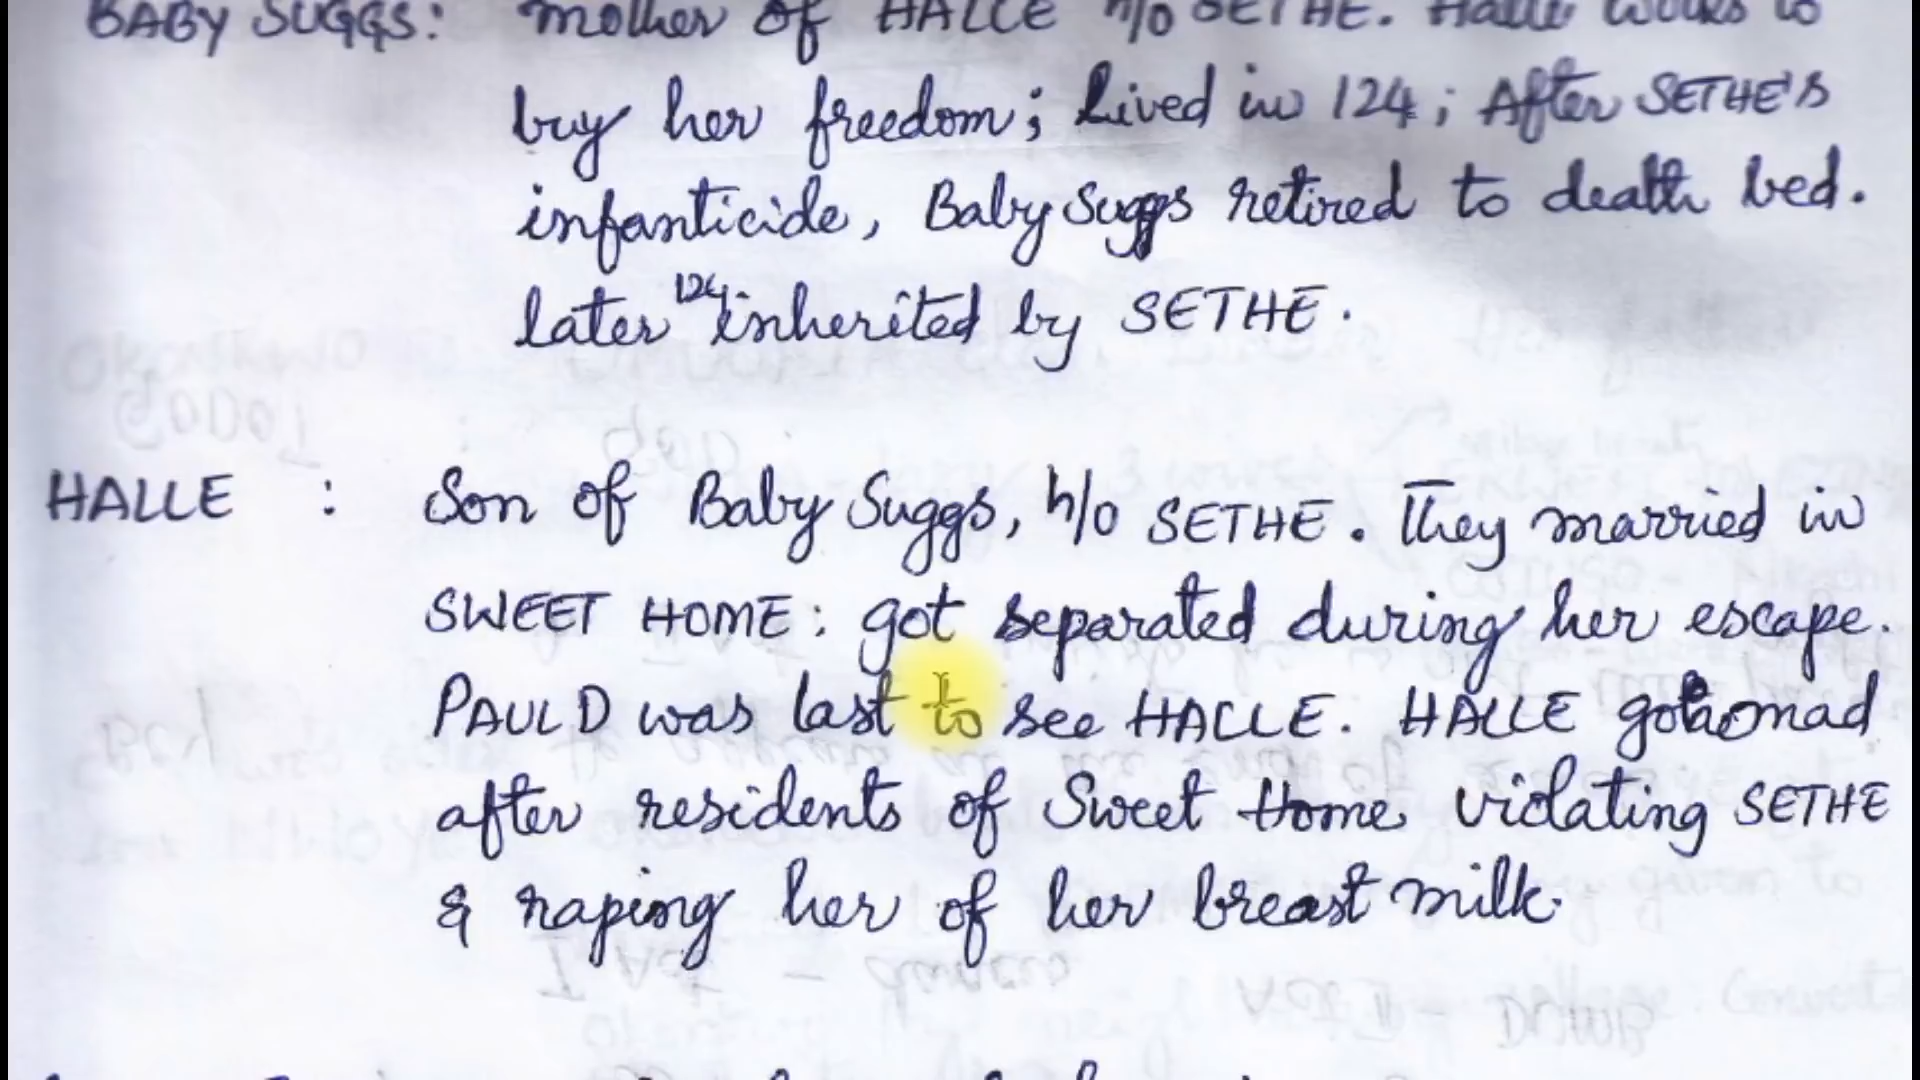 BABY SUGGS: mother of HALLE h/o SETHE. Halle works to
buy her freedom; Lived in 124; After SETHE'S
infanticide, Baby Suggs retired to death bed.
later 124 inherited by SETHE.
HALLE : Son of Baby Suggs, h/o SETHE. They married in
SWEET HOME: got separated during her escape.
PAUL D was last to see HALLE. HALLE mad
after residents of Sweet Home violating SETHE
& raping her of her breast milk.